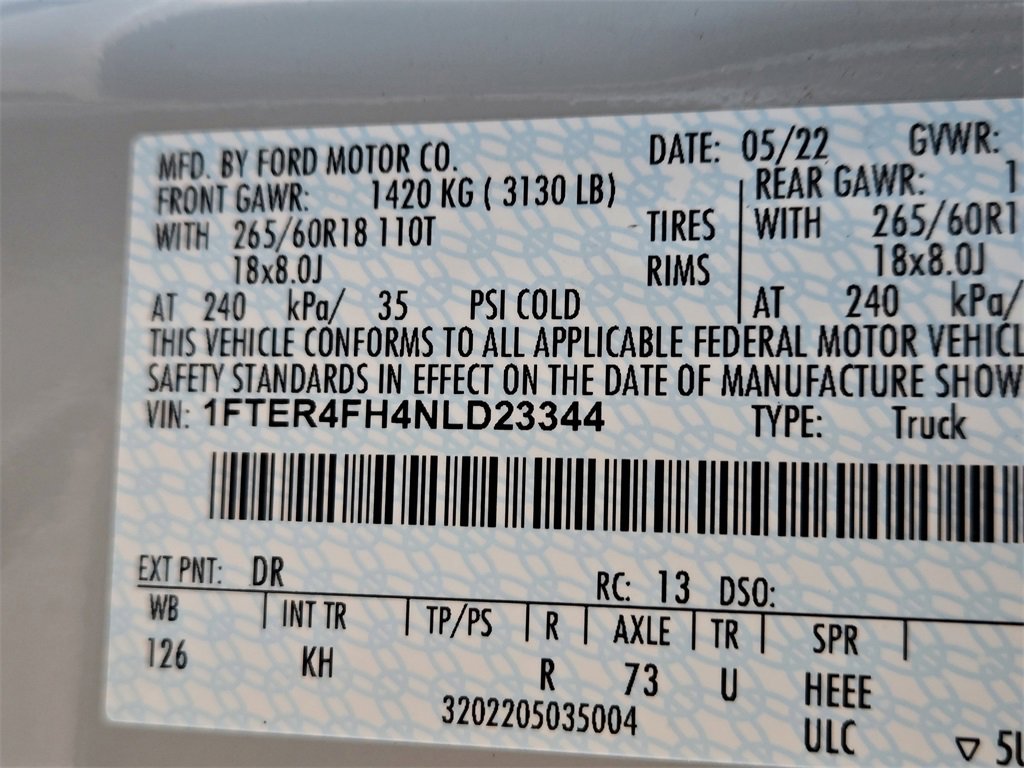 MFD. BY FORD MOTOR CO. DATE: 05/22 GVWR:
FRONT GAWR: 1420 KG ( 3130 LB) REAR GAWR: 1
WITH 265/60R18 110T TIRES WITH 265/60R1
18x8.0J RIMS 18x8.0J
AT 240 kPa/ 35 PSI COLD AT 240 kPa/
THIS VEHICLE CONFORMS TO ALL APPLICABLE FEDERAL MOTOR VEHICL
SAFETY STANDARDS IN EFFECT ON THE DATE OF MANUFACTURE SHOW
VIN: 1FTER4FH4NLD23344 TYPE: Truck
EXT PNT: DR RC: 13 DSO:
WB INT TR TP/PS R AXLE TR SPR
126 KH R 73 U HEEE
3202205035004 ULC ▽ 5U